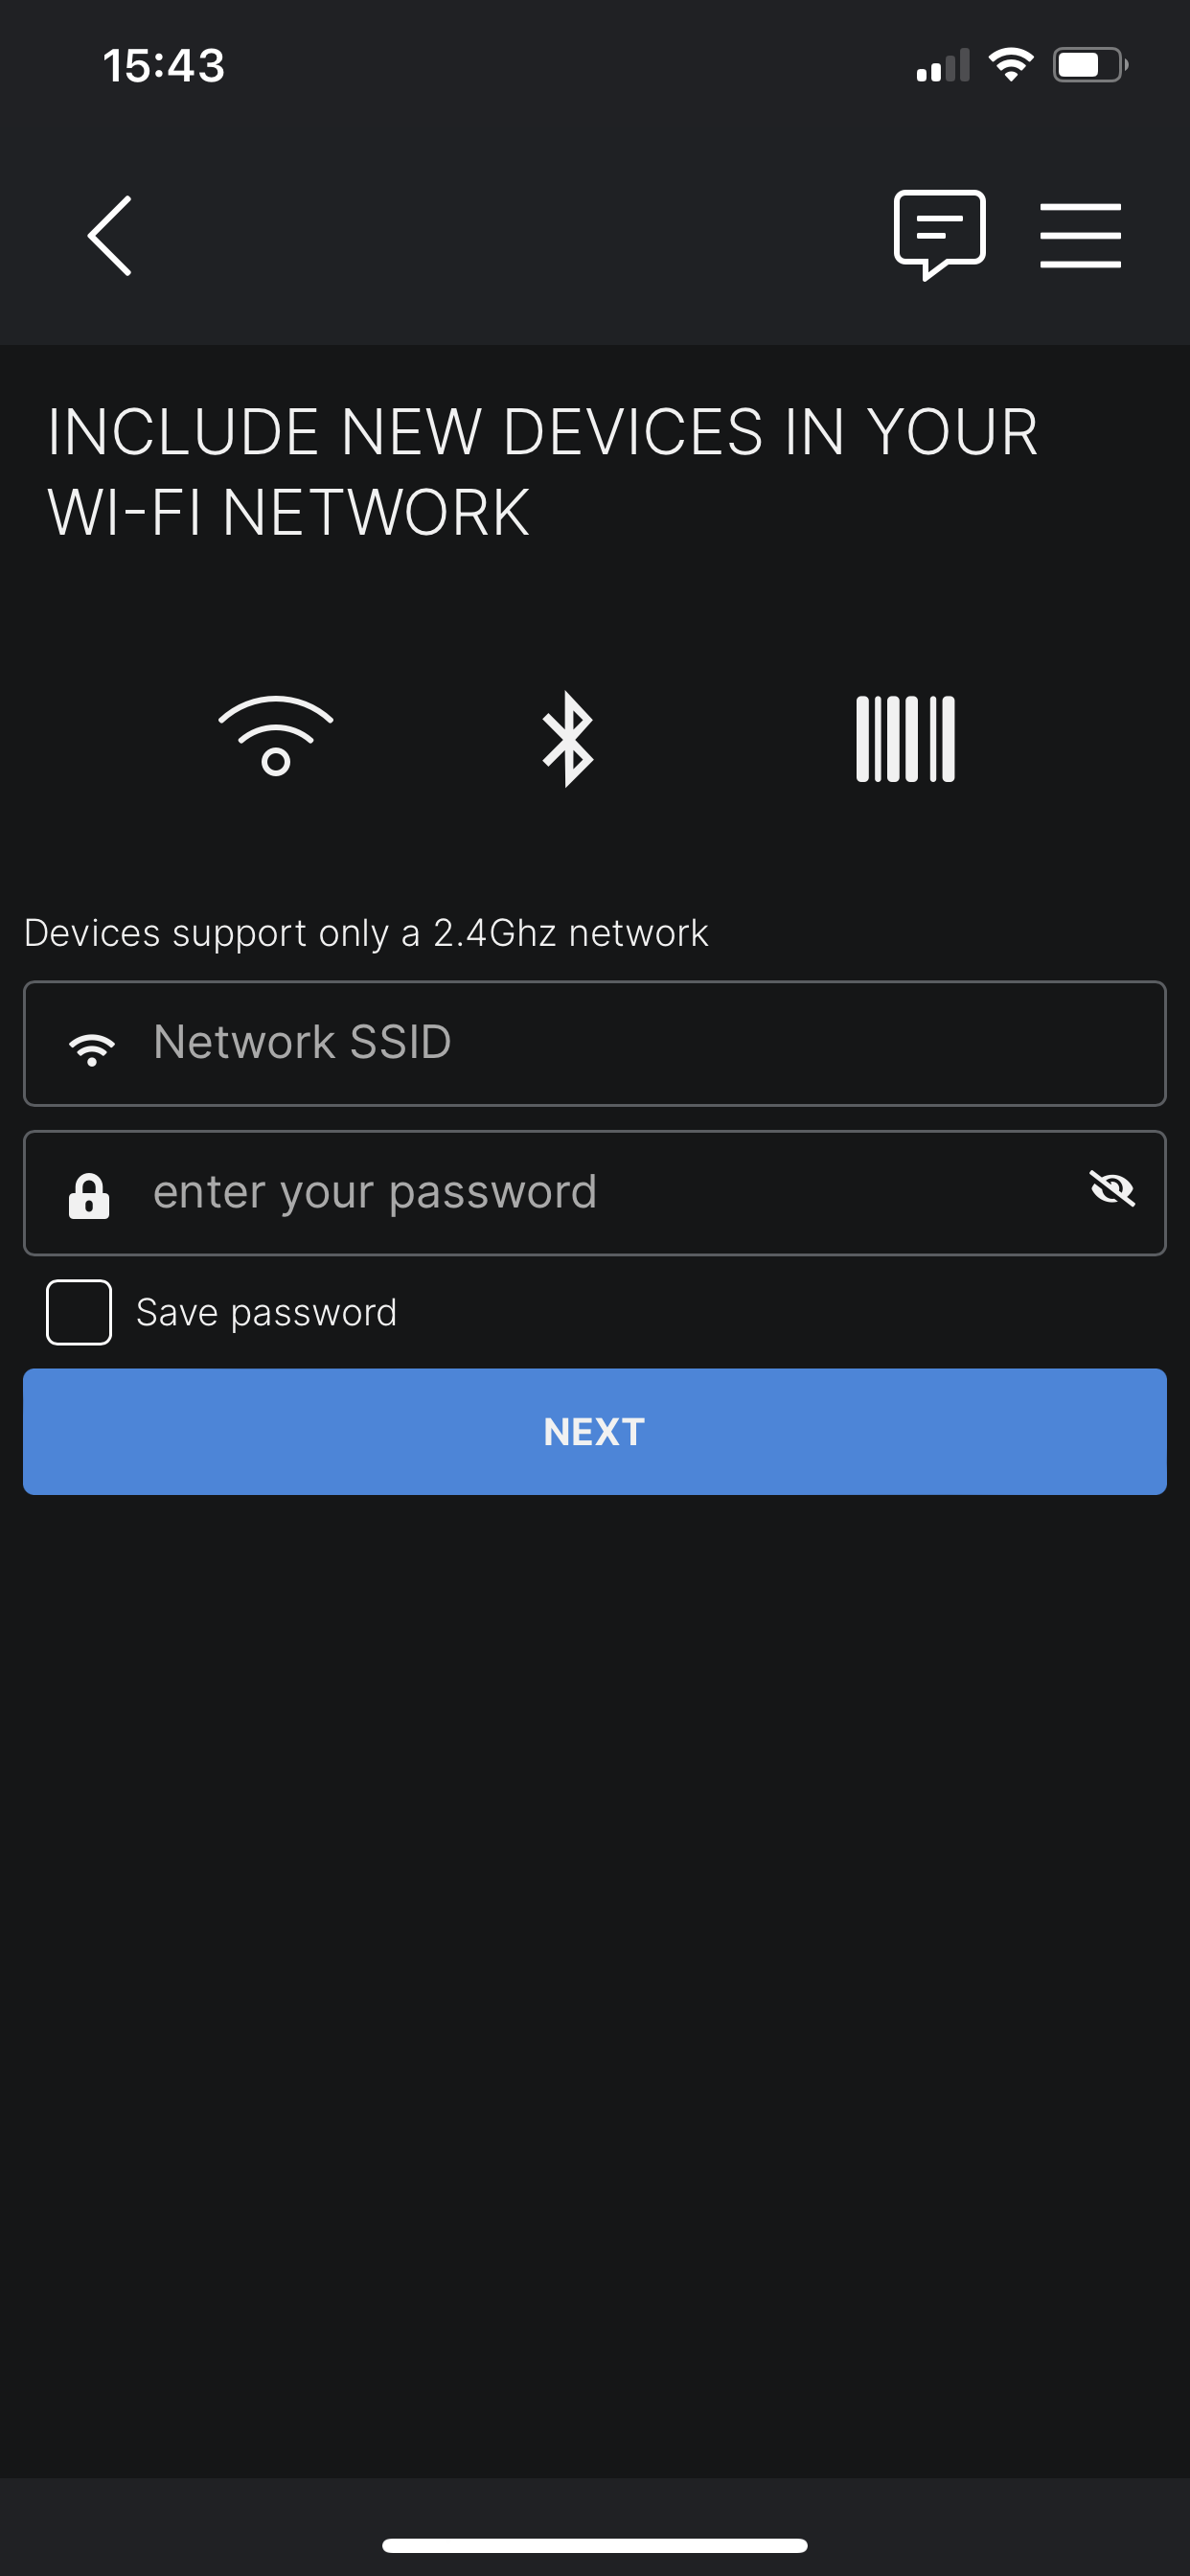 15:43
INCLUDE NEW DEVICES IN YOUR
WI-FI NETWORK
Devices support only a 2.4Ghz network
Network SSID
enter your password
Save password
NEXT